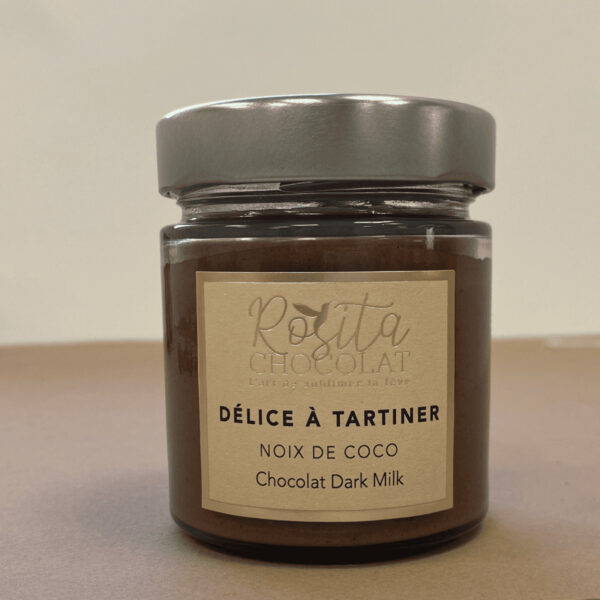 Rosita
CHOCOLAT
L'art de sublimer la fève
DÉLICE À TARTINER
NOIX DE COCO
Chocolat Dark Milk